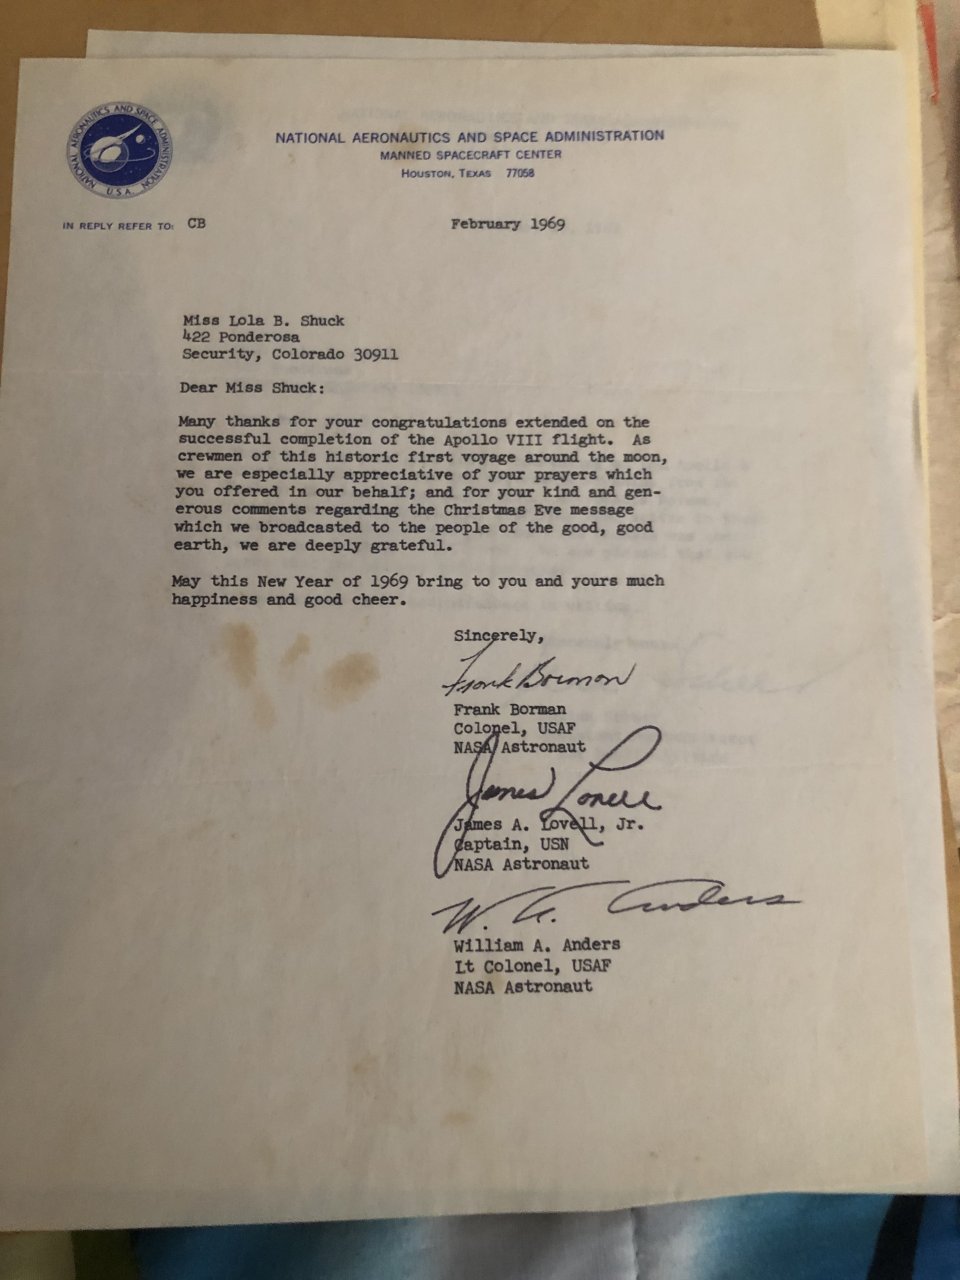 NATIONAL AERONAUTICS AND SPACE ADMINISTRATION
U.S.A.
NATIONAL AERONAUTICS AND SPACE ADMINISTRATION
MANNED SPACECRAFT CENTER
HOUSTON, TEXAS 77058
IN REPLY REFER TO: CB
February 1969
Miss Lola B. Shuck
422 Ponderosa
Security, Colorado 30911
Dear Miss Shuck:
Many thanks for your congratulations extended on the
successful completion of the Apollo VIII flight. As
crewmen of this historic first voyage around the moon,
we are especially appreciative of your prayers which
you offered in our behalf; and for your kind and gen-
erous comments regarding the Christmas Eve message
which we broadcasted to the people of the good, good
earth, we are deeply grateful.
May this New Year of 1969 bring to you and yours much
happiness and good cheer.
Sincerely,
Frank Borman
Frank Borman
Colonel, USAF
NASA Astronaut
James Lovell
James A. Lovell, Jr.
Captain, USN
NASA Astronaut
W. A. Anders
William A. Anders
Lt Colonel, USAF
NASA Astronaut